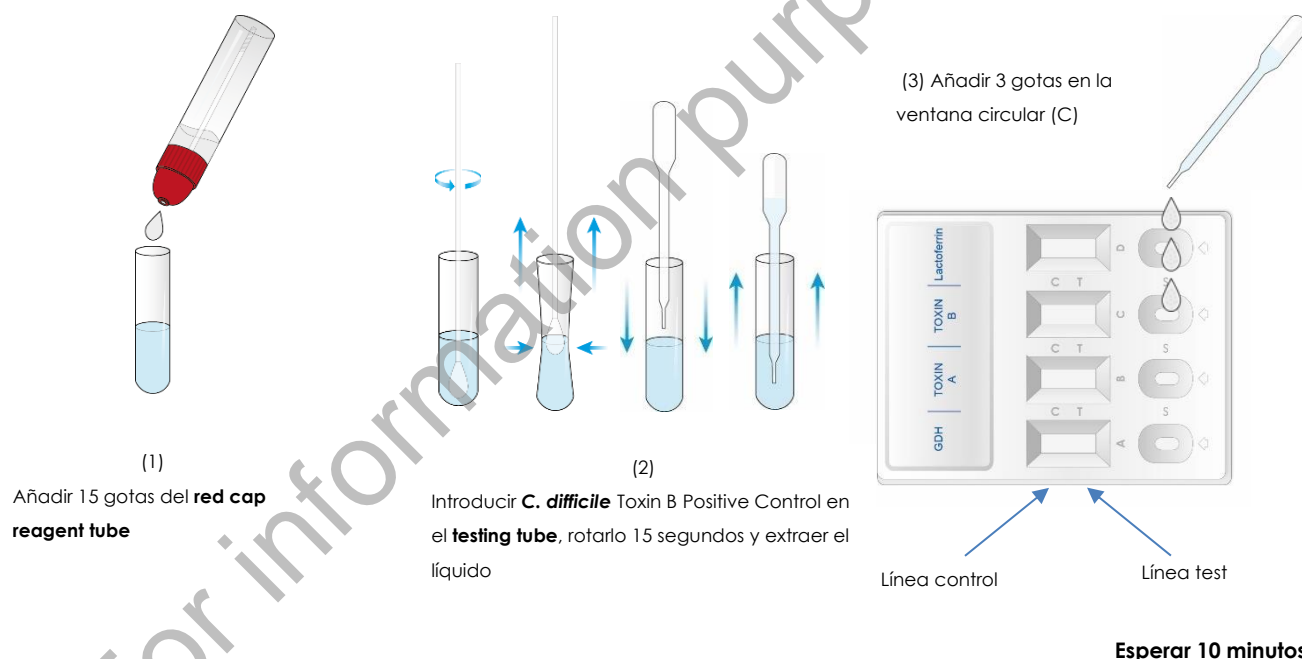 (1)
Añadir 15 gotas del red cap
reagent tube
(2)
Introducir C. difficile Toxin B Positive Control en
el testing tube, rotarlo 15 segundos y extraer el
líquido
(3) Añadir 3 gotas en la
ventana circular (C)
Lactoferrin
TOXIN
B
TOXIN
A
GDH
D
C T
S
C
C T
S
B
C T
S
A
Línea control
Línea test
Esperar 10 minutos
for information purp